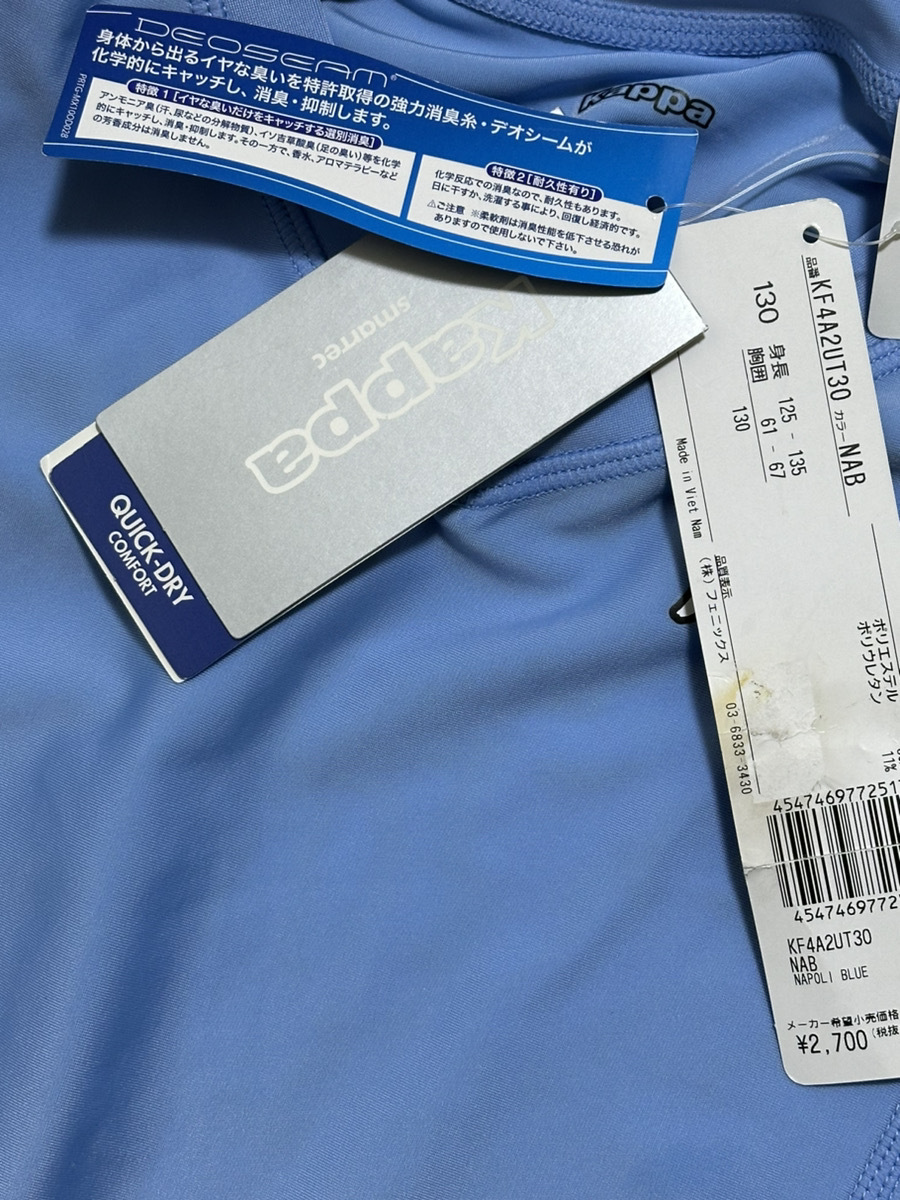 DEOSEAM®
身体から出るイヤな臭いを特許取得の強力消臭糸・デオシームが
化学的にキャッチし、消臭・抑制します。
特徴1[イヤな臭いだけをキャッチする選別消臭]
アンモニア臭(汗、尿などの分解物質)、イソ吉草酸臭(足の臭い)等を化学
的にキャッチし、消臭・抑制します。その一方で、香水、アロマテラピーなど
の芳香成分は消臭しません。
特徴2[耐久性有り]
化学反応での消臭なので、耐久性もあります。
日に干すか、洗濯する事により、回復し経済的です。
⚠ご注意 ※柔軟剤は消臭性能を低下させる恐れが
ありますので使用しないで下さい。
PRTG-MX10000028
Kappa
Kappa
smarrec
QUICK-DRY
COMFORT
品番 KF4A2UT30 カラー NAB
130 身長 125 - 135
胸囲 61 - 67
130
Made in Viet Nam
品質表示
(株)フェニックス
03-6833-3430
ポリエステル
ポリウレタン
11%
454746977251
4547469772
KF4A2UT30
NAB
NAPOLI BLUE
メーカー希望小売価格
¥2,700 (税抜